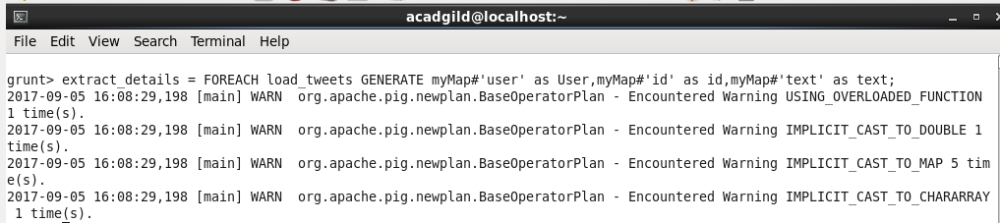 acadgild@localhost:~
File Edit View Search Terminal Help
grunt> extract_details = FOREACH load_tweets GENERATE myMap#'user' as User,myMap#'id' as id,myMap#'text' as text;
2017-09-05 16:08:29,198 [main] WARN  org.apache.pig.newplan.BaseOperatorPlan - Encountered Warning USING_OVERLOADED_FUNCTION
1 time(s).
2017-09-05 16:08:29,198 [main] WARN  org.apache.pig.newplan.BaseOperatorPlan - Encountered Warning IMPLICIT_CAST_TO_DOUBLE 1
time(s).
2017-09-05 16:08:29,198 [main] WARN  org.apache.pig.newplan.BaseOperatorPlan - Encountered Warning IMPLICIT_CAST_TO_MAP 5 tim
e(s).
2017-09-05 16:08:29,198 [main] WARN  org.apache.pig.newplan.BaseOperatorPlan - Encountered Warning IMPLICIT_CAST_TO_CHARARRAY
1 time(s).